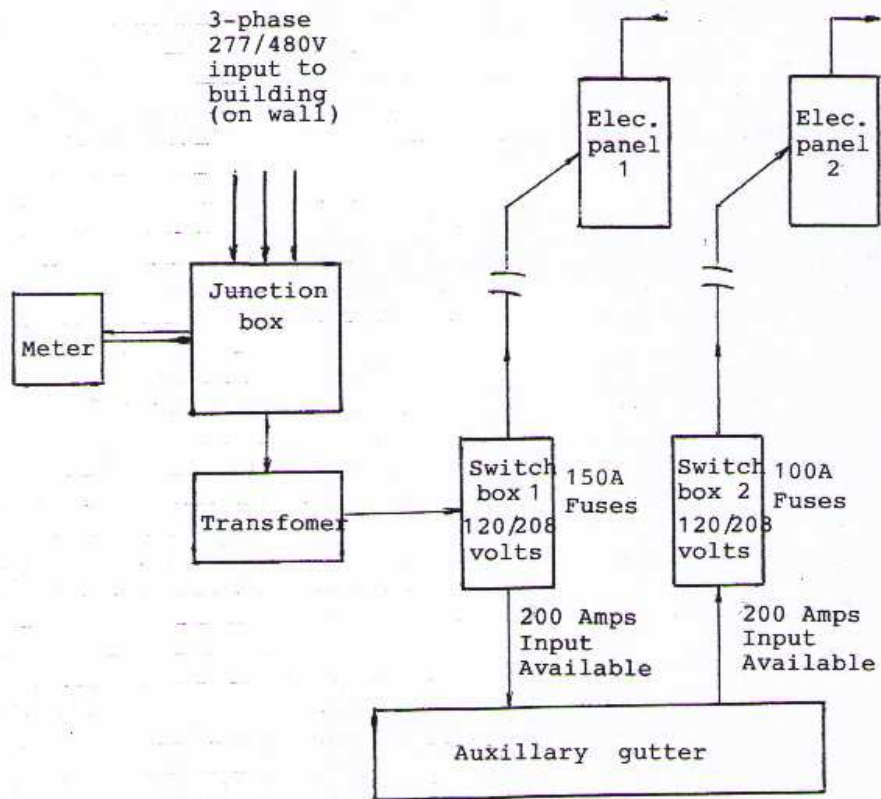 3-phase
277/480V
input to
building
(on wall)
Elec.
panel
1
Elec.
panel
2
Junction
box
Meter
Transfomer
Switch
box 1
120/208
volts
150A
Fuses
Switch
box 2
120/208
volts
100A
Fuses
200 Amps
Input
Available
200 Amps
Input
Available
Auxillary gutter